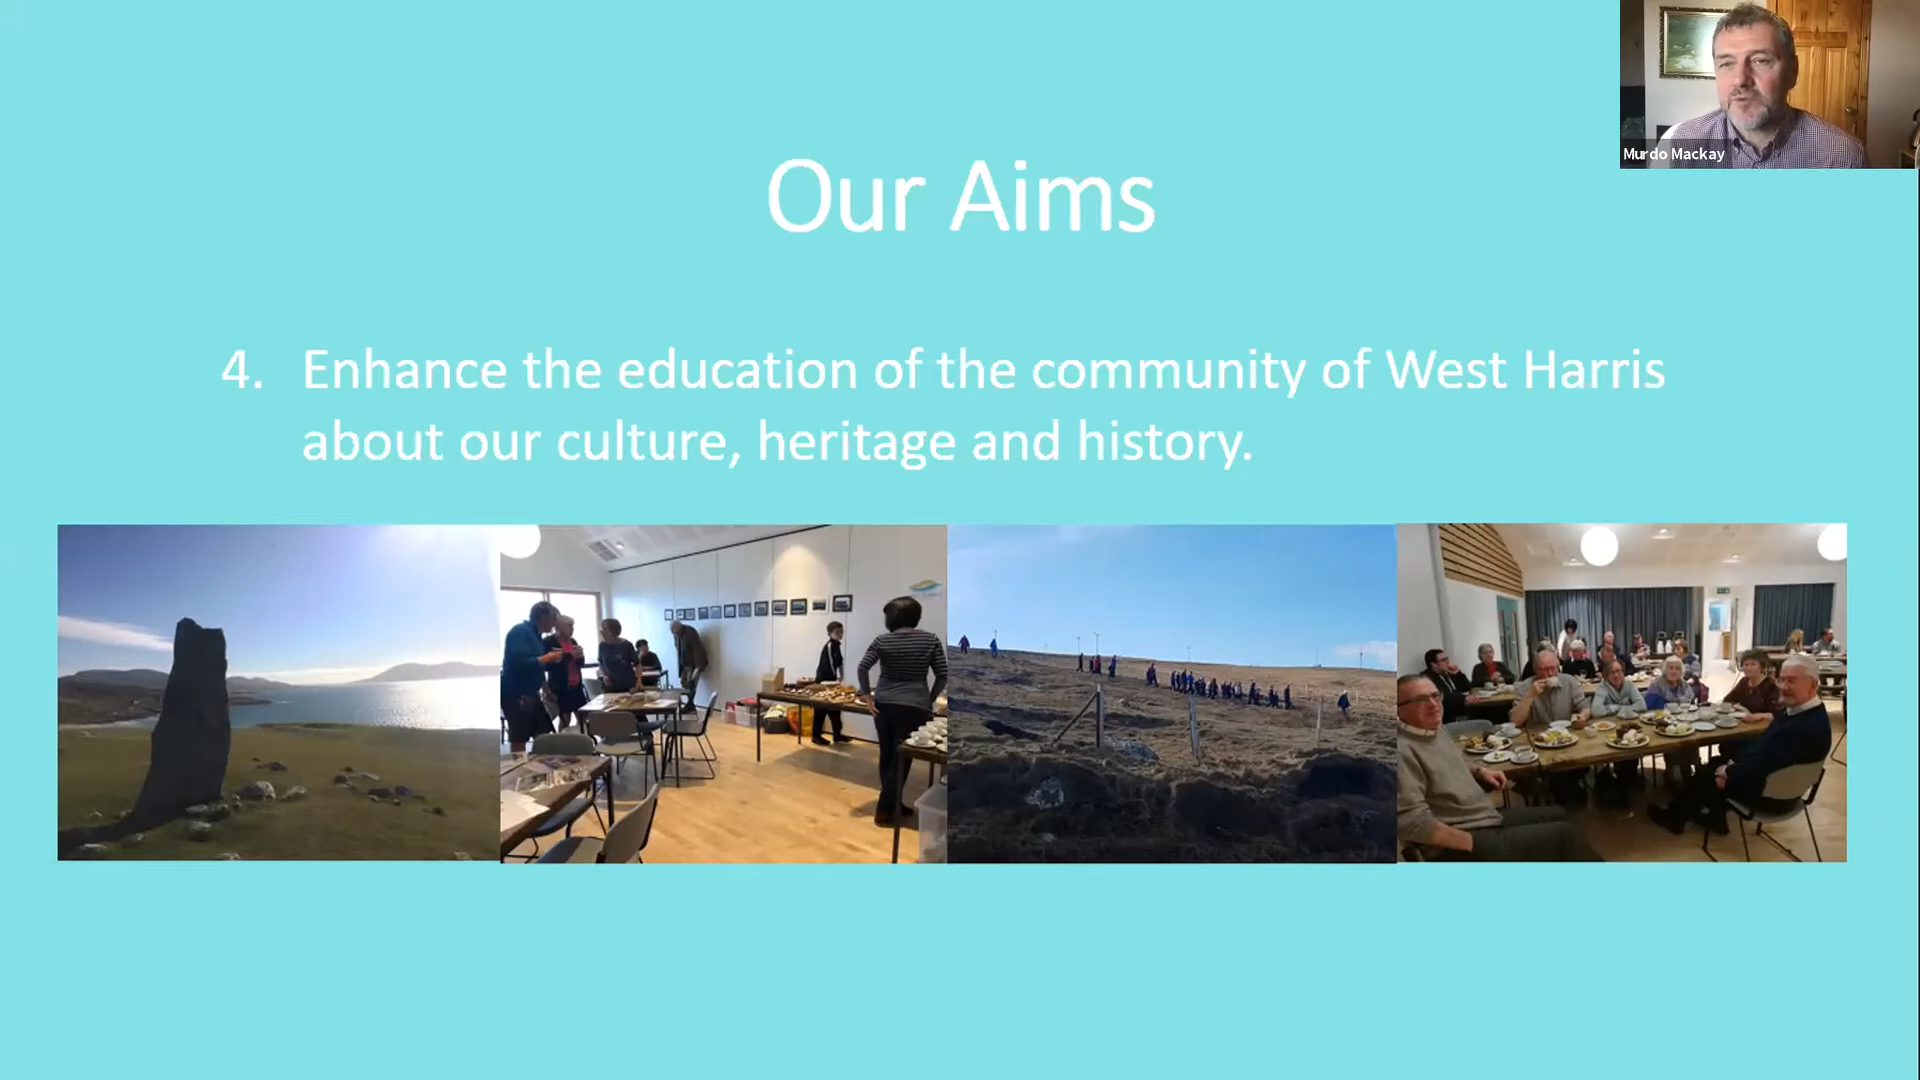 Murdo Mackay
Our Aims
4. Enhance the education of the community of West Harris
about our culture, heritage and history.